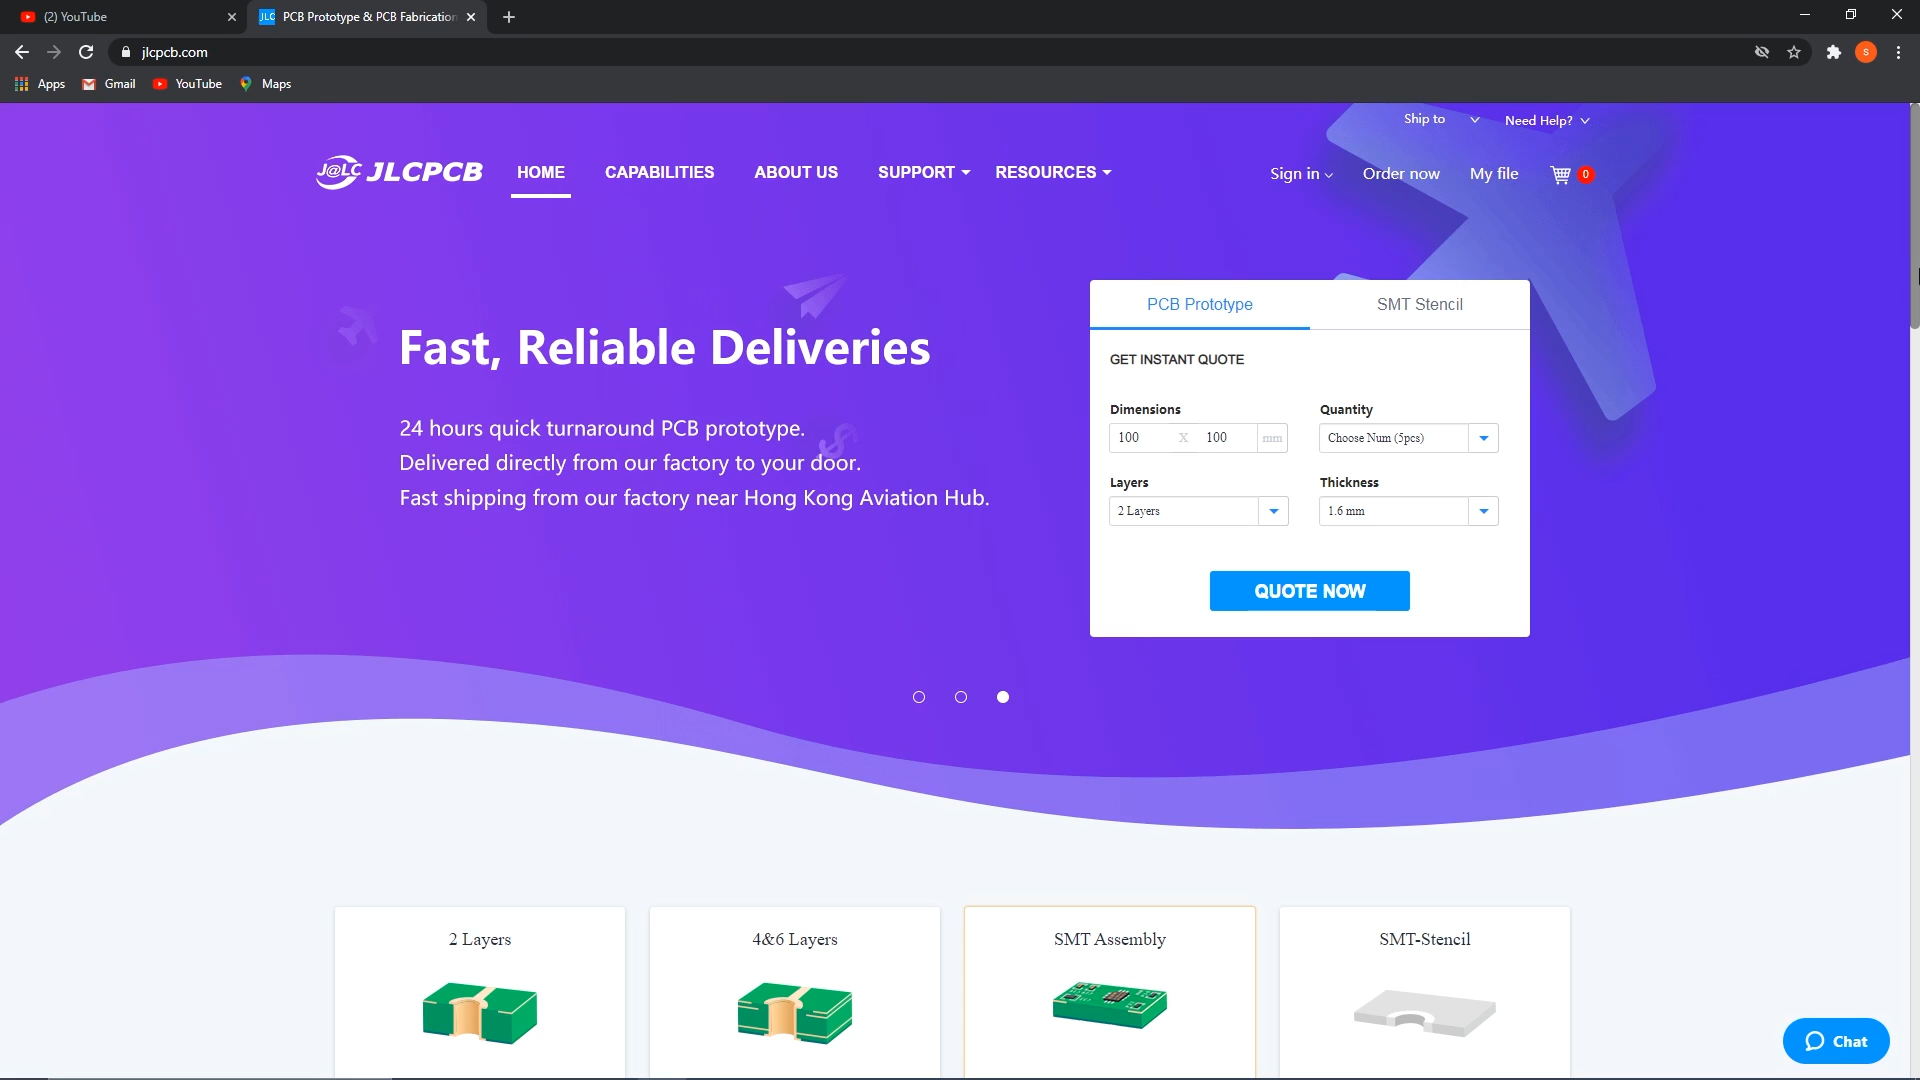 (2) YouTube
JLC PCB Prototype & PCB Fabrication
jlcpcb.com
S
Apps Gmail YouTube Maps
Ship to Need Help?
J@LC JLCPCB HOME CAPABILITIES ABOUT US SUPPORT RESOURCES Sign in Order now My file 0
PCB Prototype SMT Stencil
Fast, Reliable Deliveries
GET INSTANT QUOTE
24 hours quick turnaround PCB prototype.
Delivered directly from our factory to your door.
Fast shipping from our factory near Hong Kong Aviation Hub.
Dimensions Quantity
100 X 100 mm Choose Num (5pcs)
Layers Thickness
2 Layers 1.6 mm
QUOTE NOW
2 Layers 4&6 Layers SMT Assembly SMT-Stencil
Chat